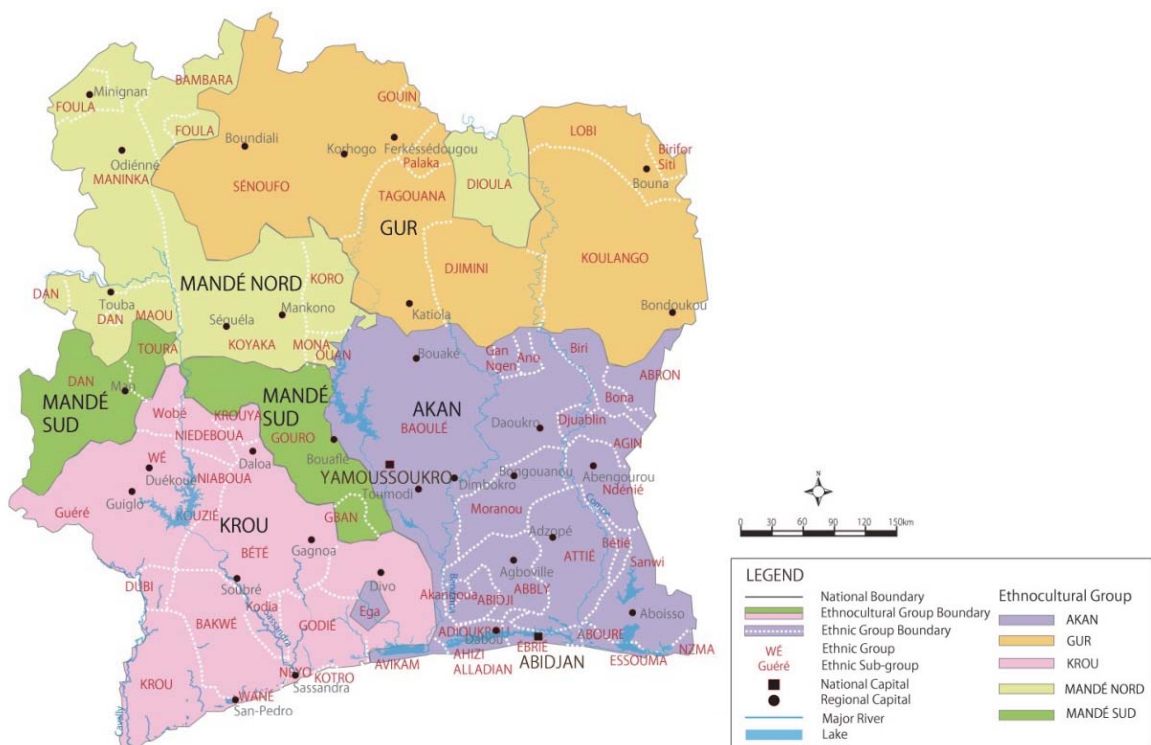 Minignan
BAMBARA
FOULA
GOUIN
FOULA
Boundiali
Korhogo
Ferkéssédougou
Palaka
LOBI
Birifor
Siti
Bouna
Odiénné
MANINKA
SÉNOUFO
TAGOUANA
DIOULA
GUR
DJIMINI
KOULANGO
MANDÉ NORD
KORO
DAN
Touba
DAN
MAOU
Mankono
Séguéla
Katiola
Bondoukou
TOURA
KOYAKA
MONA
OUAN
Bouaké
Gan
Ngen
Ano
Biri
ABRON
DAN
Man
MANDÉ
SUD
MANDÉ
SUD
AKAN
BAOULÉ
Bona
Wobé
KROUYA
GOURO
Daoukro
Djuablin
NIEDEBOUA
AGIN
WÉ
Daloa
Bouaflé
YAMOUSSOUKRO
Bongouanou
Abengourou
Duékoué
NIABOUA
Toumodi
Dimbokro
Ndénié
Guiglo
Guéré
KOUZIÉ
GBAN
Moranou
Comoé
KROU
BÉTÉ
Gagnoa
Adzopé
ATTIÉ
Bétié
Sanwi
DUBI
Soubré
Divo
Agboville
ABBLY
Kodia
Sassandra
Ega
Akangoua
ABIDJI
Aboisso
BAKWÉ
GODIÉ
ADIOUKROU
Dabou
ÉBRIÉ
ABOURE
AVIKAM
AHIZI
ALLADIAN
ABIDJAN
ESSOUMA
NZMA
KROU
NEYO
KOTRO
Sassandra
WANE
San-Pedro
Cavally
N
0 30 60 90 120 150km
LEGEND
National Boundary
Ethnocultural Group Boundary
Ethnic Group Boundary
WÉ Ethnic Group
Guéré Ethnic Sub-group
National Capital
Regional Capital
Major River
Lake
Ethnocultural Group
AKAN
GUR
KROU
MANDÉ NORD
MANDÉ SUD